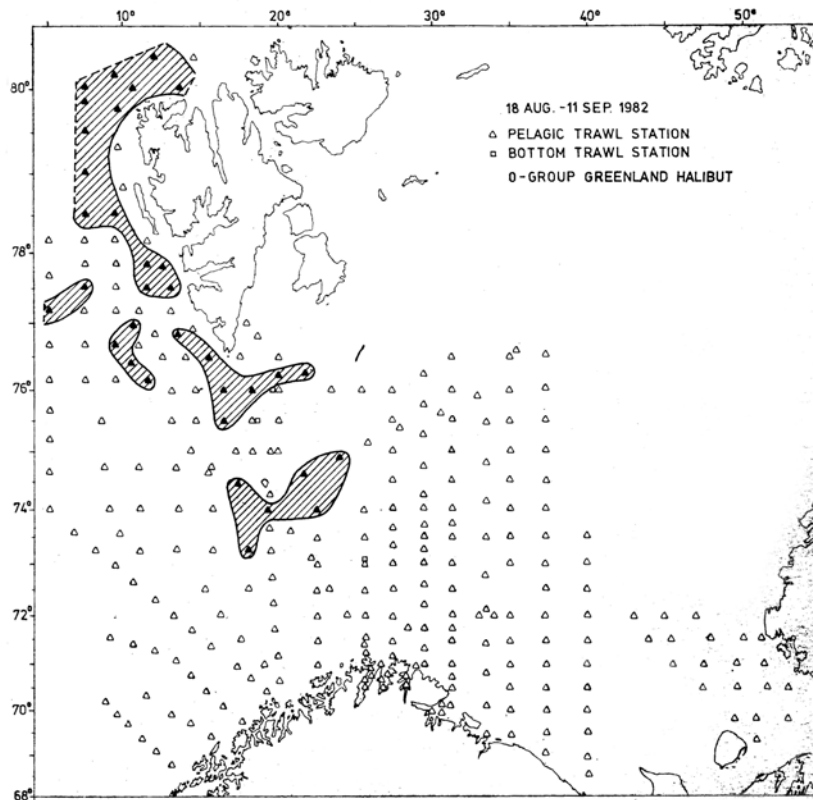 10° 20° 30° 40° 50°
80°
18 AUG. -11 SEP. 1982
△ PELAGIC TRAWL STATION
□ BOTTOM TRAWL STATION
0-GROUP GREENLAND HALIBUT
78°
76°
74°
72°
70°
68°